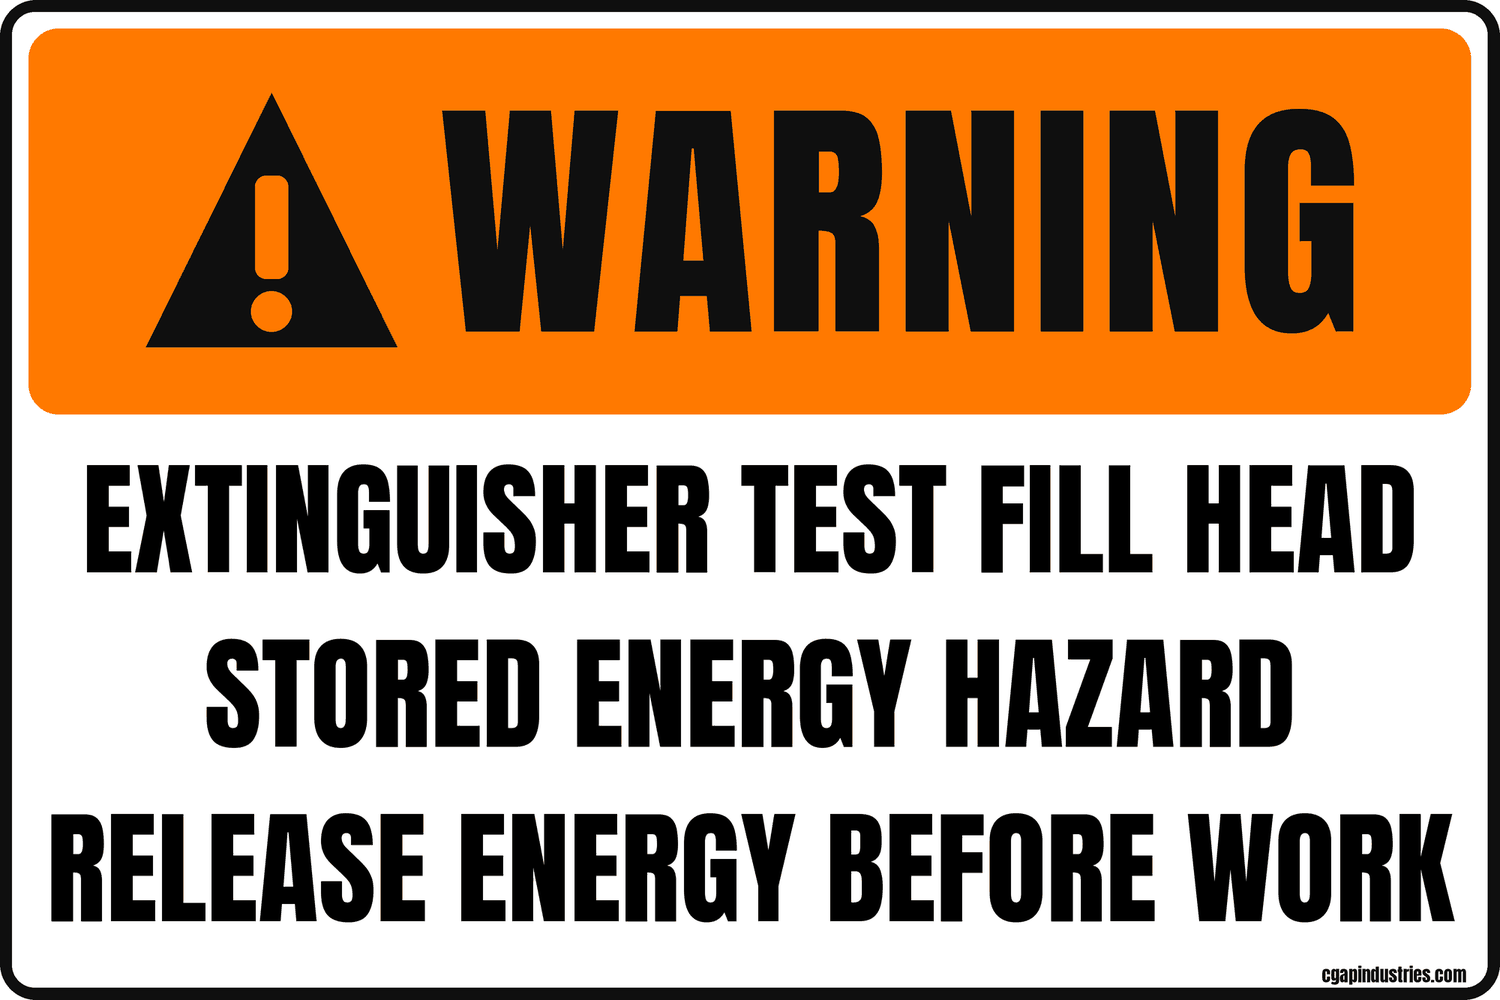 WARNING
EXTINGUISHER TEST FILL HEAD
STORED ENERGY HAZARD
RELEASE ENERGY BEFORE WORK
cgapindustries.com